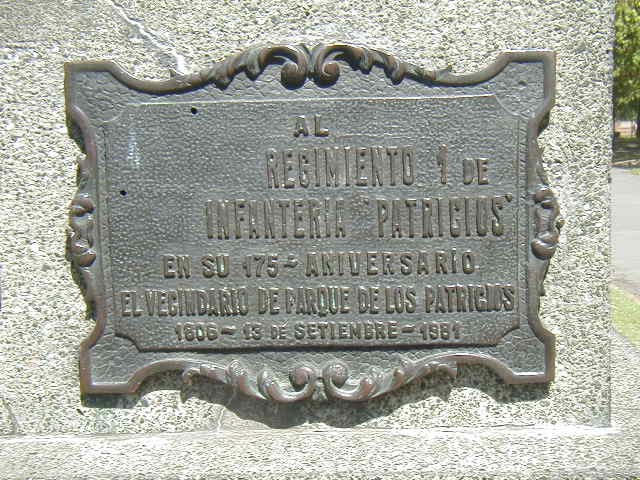 AL
REGIMIENTO 1 DE
INFANTERIA "PATRICIOS"
EN SU 175~ ANIVERSARIO
EL VECINDARIO DE PARQUE DE LOS PATRICIOS
1806~ 13 DE SETIEMBRE ~1981